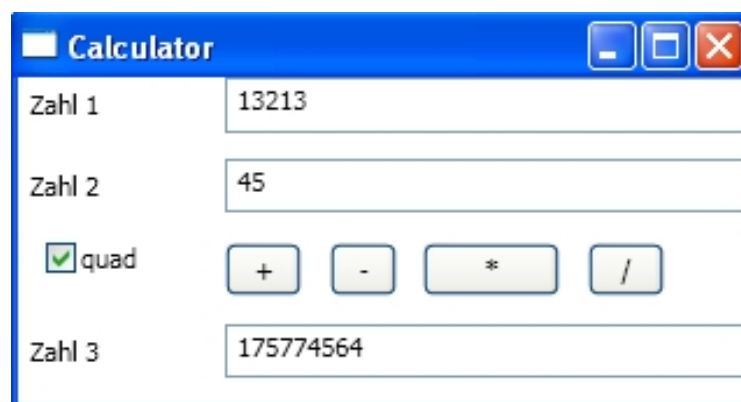 Calculator
Zahl 1 13213
Zahl 2 45
quad + - * /
Zahl 3 175774564